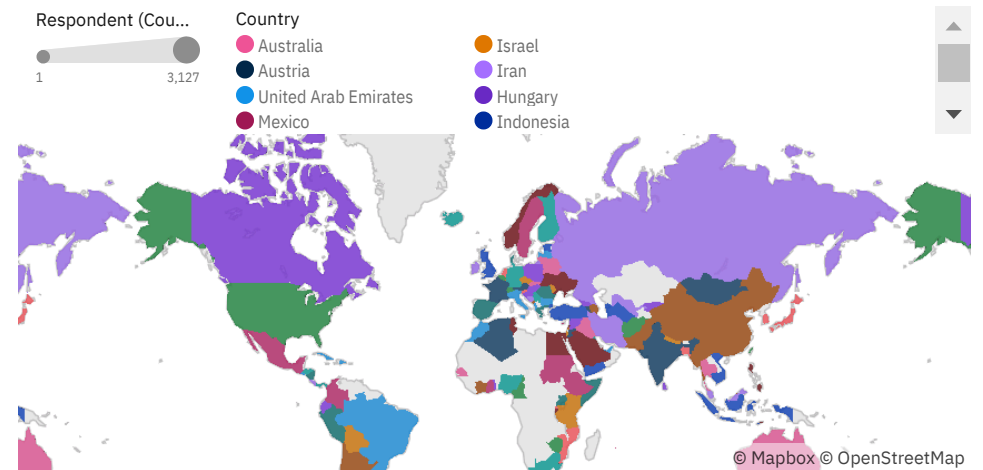 Respondent (Cou...
1
3,127
Country
Australia
Austria
United Arab Emirates
Mexico
Israel
Iran
Hungary
Indonesia
© Mapbox © OpenStreetMap